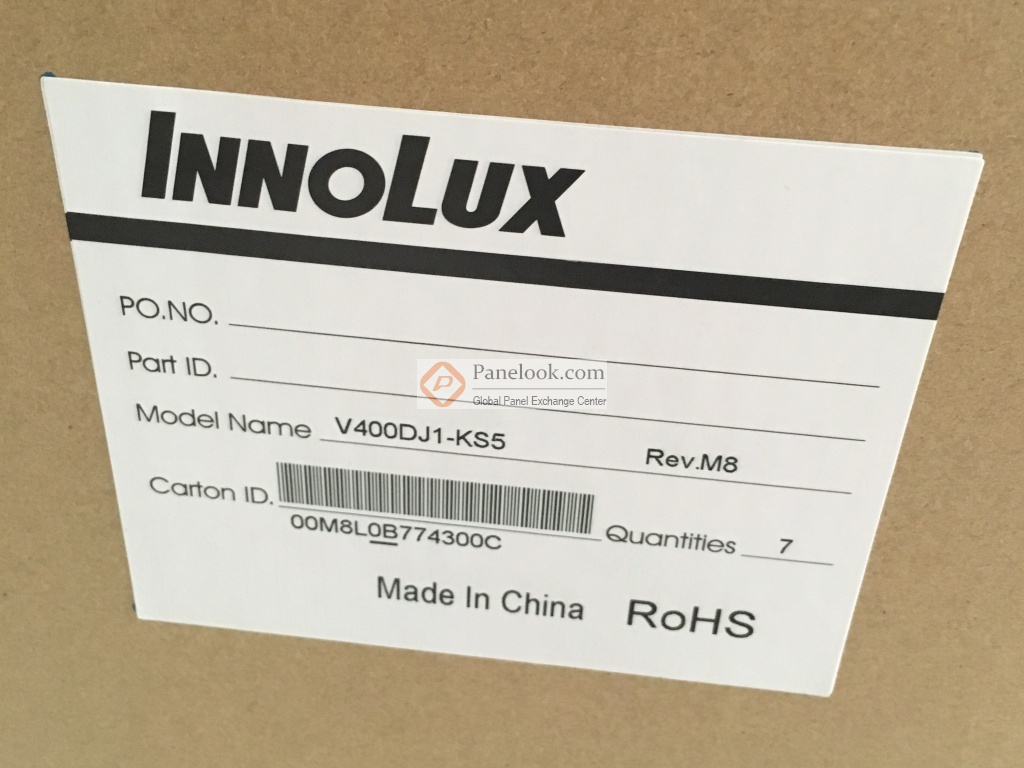 INNOLUX
PO.NO.
Part ID.
Panelook.com
Global Panel Exchange Center
Model Name V400DJ1-KS5 Rev.M8
Carton ID.
00M8L0B774300C
Quantities 7
Made In China RoHS